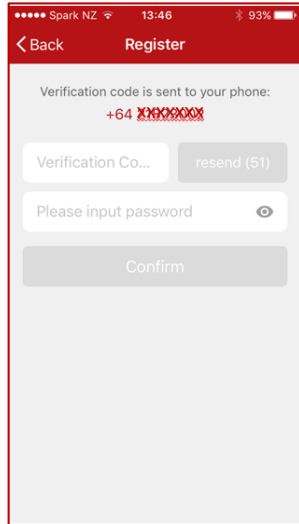 Spark NZ 13:46 93%
Back Register
Verification code is sent to your phone:
+64 XXXXXXX
Verification Co... resend (51)
Please input password
Confirm